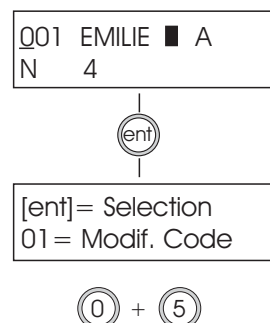 001 EMILIE ■ A
N 4
ent
[ent]= Selection
01= Modif. Code
0 + 5